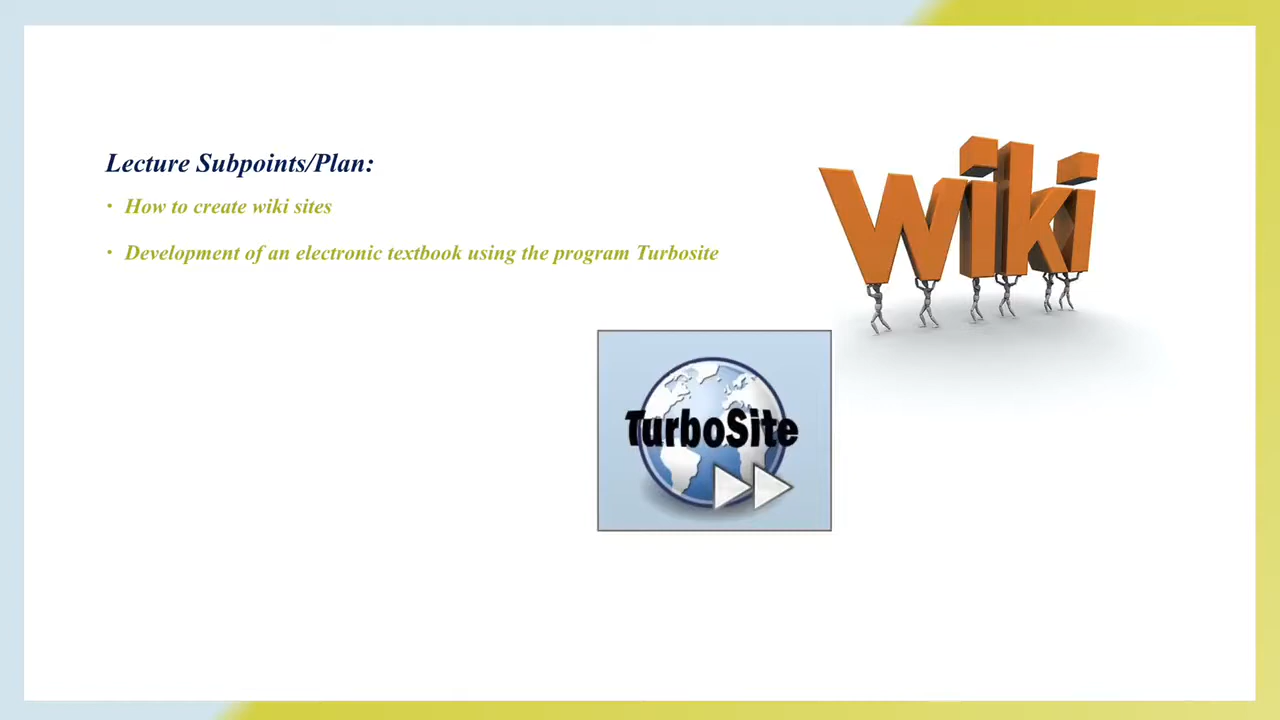 Lecture Subpoints/Plan:
· How to create wiki sites
· Development of an electronic textbook using the program Turbosite
wiki
TurboSite